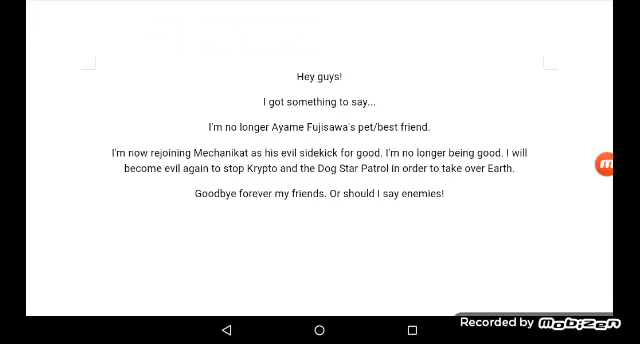 Hey guys!
I got something to say...
I'm no longer Ayame Fujisawa's pet/best friend.
I'm now rejoining Mechanikat as his evil sidekick for good. I'm no longer being good. I will
become evil again to stop Krypto and the Dog Star Patrol in order to take over Earth.
Goodbye forever my friends. Or should I say enemies!
Recorded by mobizen